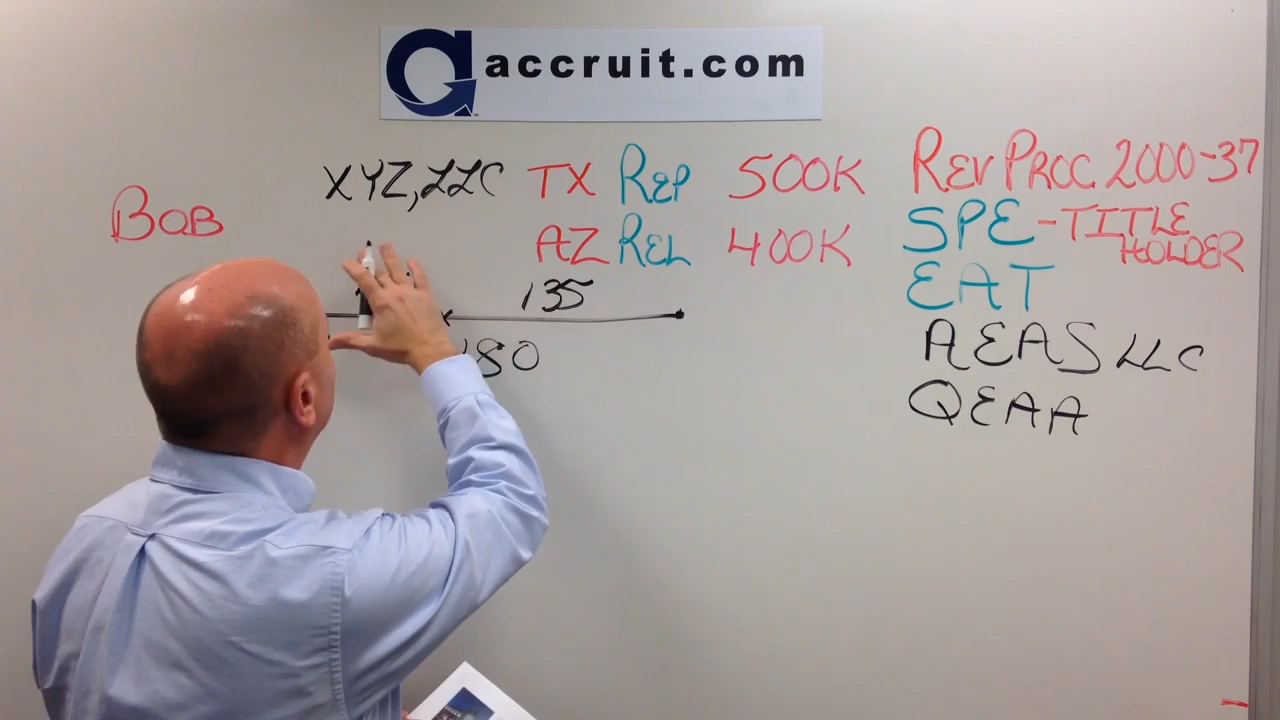 accruit.com
XYZ, LLC TX REP 500K
BOB
AZ REL 400K
135
180
REV PROC 2000-37
SPE - TITLE
HOLDER
EAT
AEAS LLC
QEAA